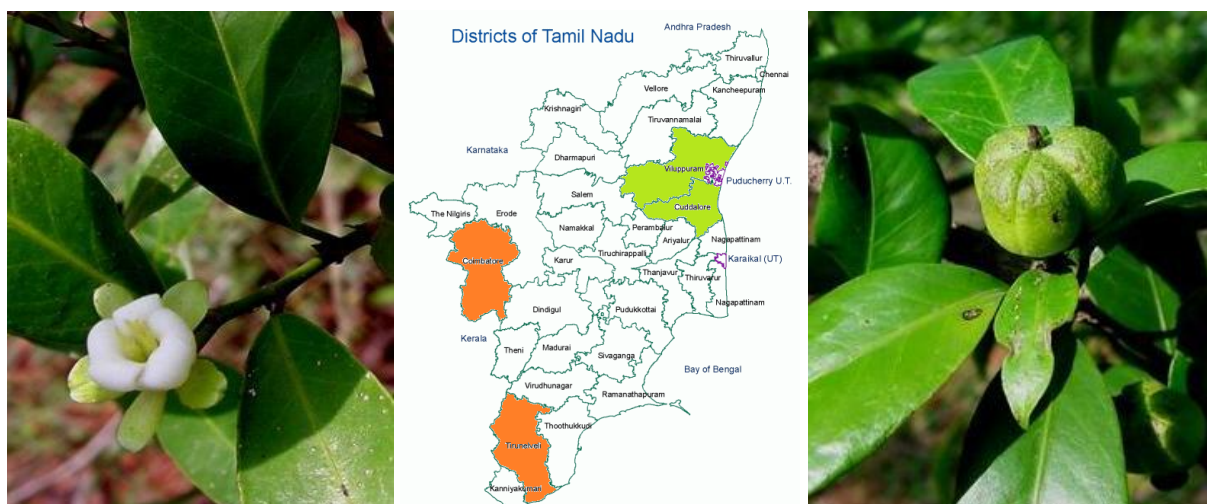 Districts of Tamil Nadu
Andhra Pradesh
Thiruvallur
Chennai
Kancheepuram
Vellore
Krishnagiri
Tiruvannamalai
Karnataka
Dharmapuri
Viluppuram
Puducherry U.T.
Salem
Cuddalore
The Nilgiris
Erode
Namakkal
Perambalur
Ariyalur
Nagapattinam
Coimbatore
Karur
Tiruchirappalli
Karaikal (UT)
Thanjavur
Thiruvarur
Nagapattinam
Dindigul
Pudukkottai
Kerala
Theni
Madurai
Sivaganga
Bay of Bengal
Virudhunagar
Ramanathapuram
Thoothukkudi
Tirunelveli
Kanniyakumari